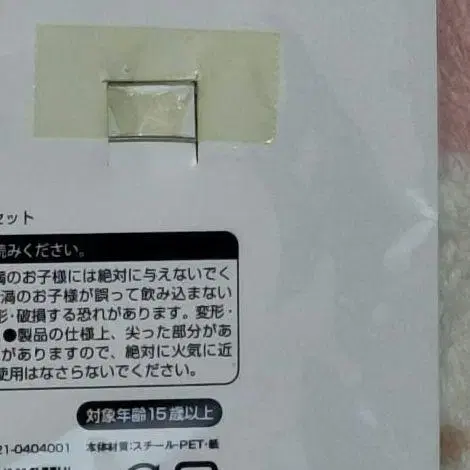 セット
読みください。
満のお子様には絶対に与えないでく
満のお子様が誤って飲み込まない
形・破損する恐れがあります。変形・
●製品の仕様上、尖った部分があ
がありますので、絶対に火気に近
使用はなさらないでください。
対象年齢15歳以上
21-0404001 本体材質:スチール・PET・紙